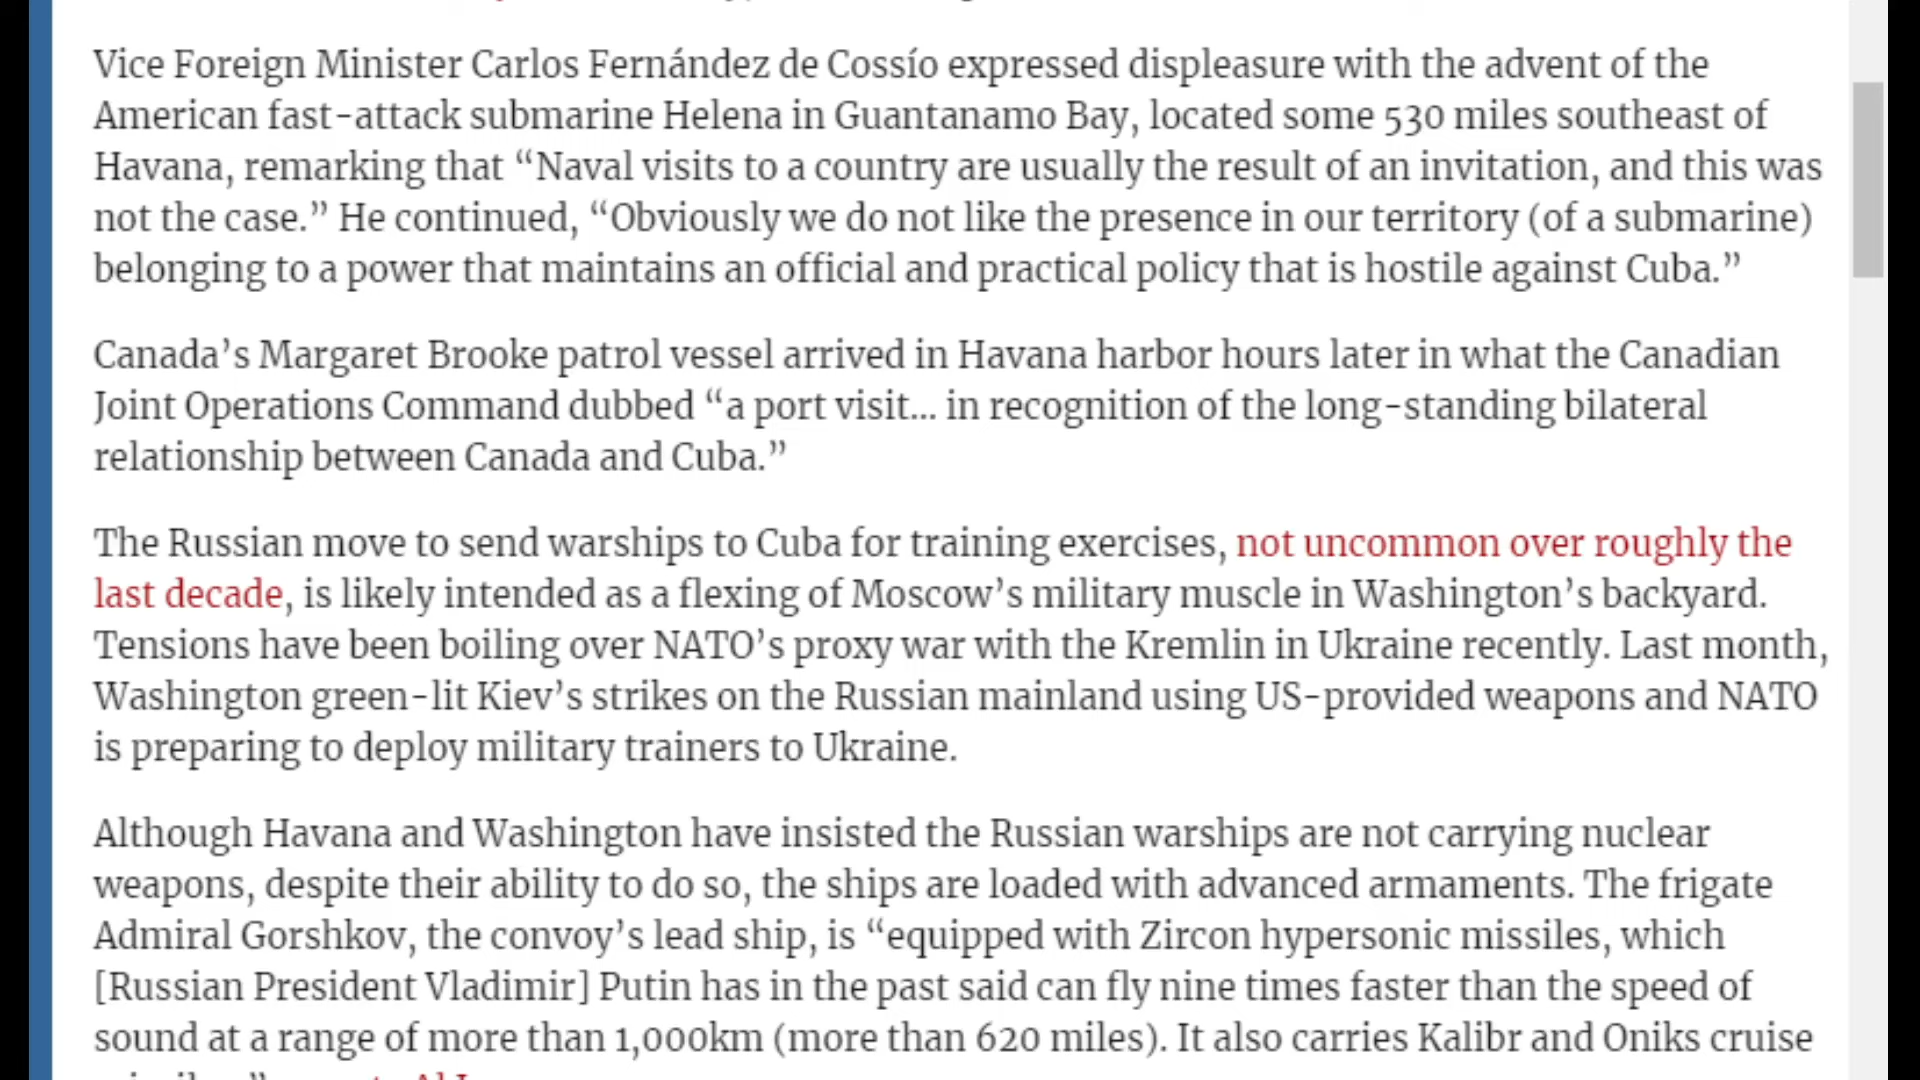 Vice Foreign Minister Carlos Fernández de Cossío expressed displeasure with the advent of the
American fast-attack submarine Helena in Guantanamo Bay, located some 530 miles southeast of
Havana, remarking that “Naval visits to a country are usually the result of an invitation, and this was
not the case.” He continued, “Obviously we do not like the presence in our territory (of a submarine)
belonging to a power that maintains an official and practical policy that is hostile against Cuba.”
Canada’s Margaret Brooke patrol vessel arrived in Havana harbor hours later in what the Canadian
Joint Operations Command dubbed “a port visit… in recognition of the long-standing bilateral
relationship between Canada and Cuba.”
The Russian move to send warships to Cuba for training exercises, not uncommon over roughly the
last decade, is likely intended as a flexing of Moscow’s military muscle in Washington’s backyard.
Tensions have been boiling over NATO’s proxy war with the Kremlin in Ukraine recently. Last month,
Washington green-lit Kiev’s strikes on the Russian mainland using US-provided weapons and NATO
is preparing to deploy military trainers to Ukraine.
Although Havana and Washington have insisted the Russian warships are not carrying nuclear
weapons, despite their ability to do so, the ships are loaded with advanced armaments. The frigate
Admiral Gorshkov, the convoy’s lead ship, is “equipped with Zircon hypersonic missiles, which
[Russian President Vladimir] Putin has in the past said can fly nine times faster than the speed of
sound at a range of more than 1,000km (more than 620 miles). It also carries Kalibr and Oniks cruise